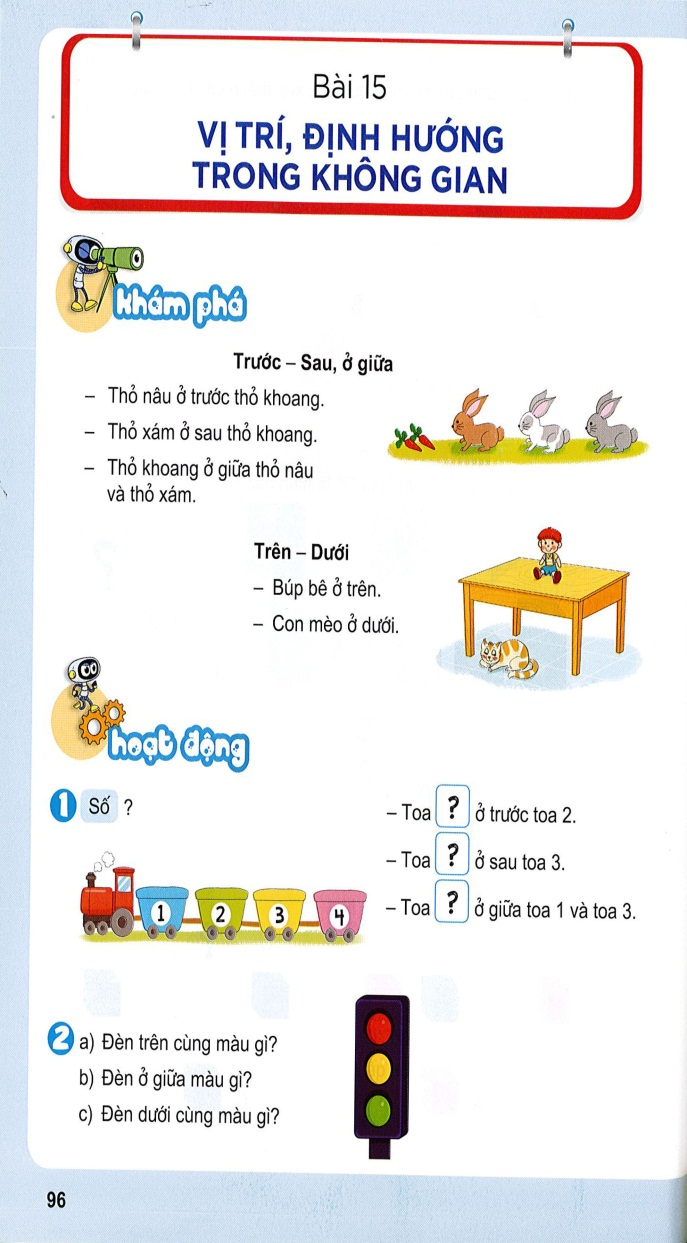 Bài 15
VỊ TRÍ, ĐỊNH HƯỚNG
TRONG KHÔNG GIAN
khám phá
Trước – Sau, ở giữa
– Thỏ nâu ở trước thỏ khoang.
– Thỏ xám ở sau thỏ khoang.
– Thỏ khoang ở giữa thỏ nâu
và thỏ xám.
Trên – Dưới
– Búp bê ở trên.
– Con mèo ở dưới.
hoạt động
1 Số ?
1 2 3 4
– Toa ? ở trước toa 2.
– Toa ? ở sau toa 3.
– Toa ? ở giữa toa 1 và toa 3.
2 a) Đèn trên cùng màu gì?
b) Đèn ở giữa màu gì?
c) Đèn dưới cùng màu gì?
96